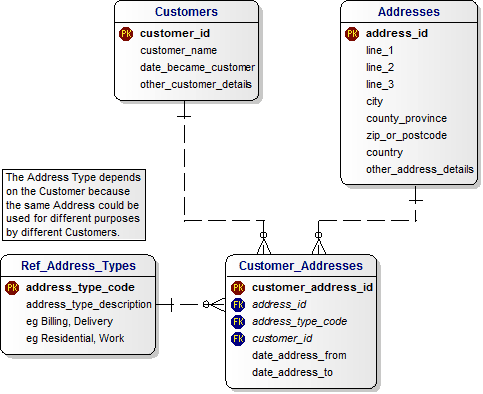 Customers
PK customer_id
customer_name
date_became_customer
other_customer_details
Addresses
PK address_id
line_1
line_2
line_3
city
county_province
zip_or_postcode
country
other_address_details
The Address Type depends
on the Customer because
the same Address could be
used for different purposes
by different Customers.
Ref_Address_Types
PK address_type_code
address_type_description
eg Billing, Delivery
eg Residential, Work
Customer_Addresses
PK customer_address_id
FK address_id
FK address_type_code
FK customer_id
date_address_from
date_address_to